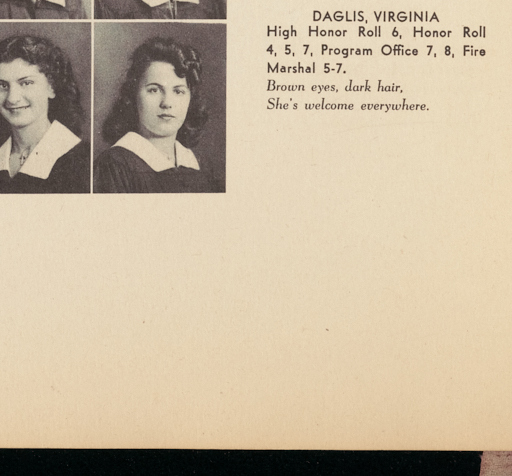 DAGLIS, VIRGINIA
High Honor Roll 6, Honor Roll
4, 5, 7, Program Office 7, 8, Fire
Marshal 5-7.
Brown eyes, dark hair,
She's welcome everywhere.